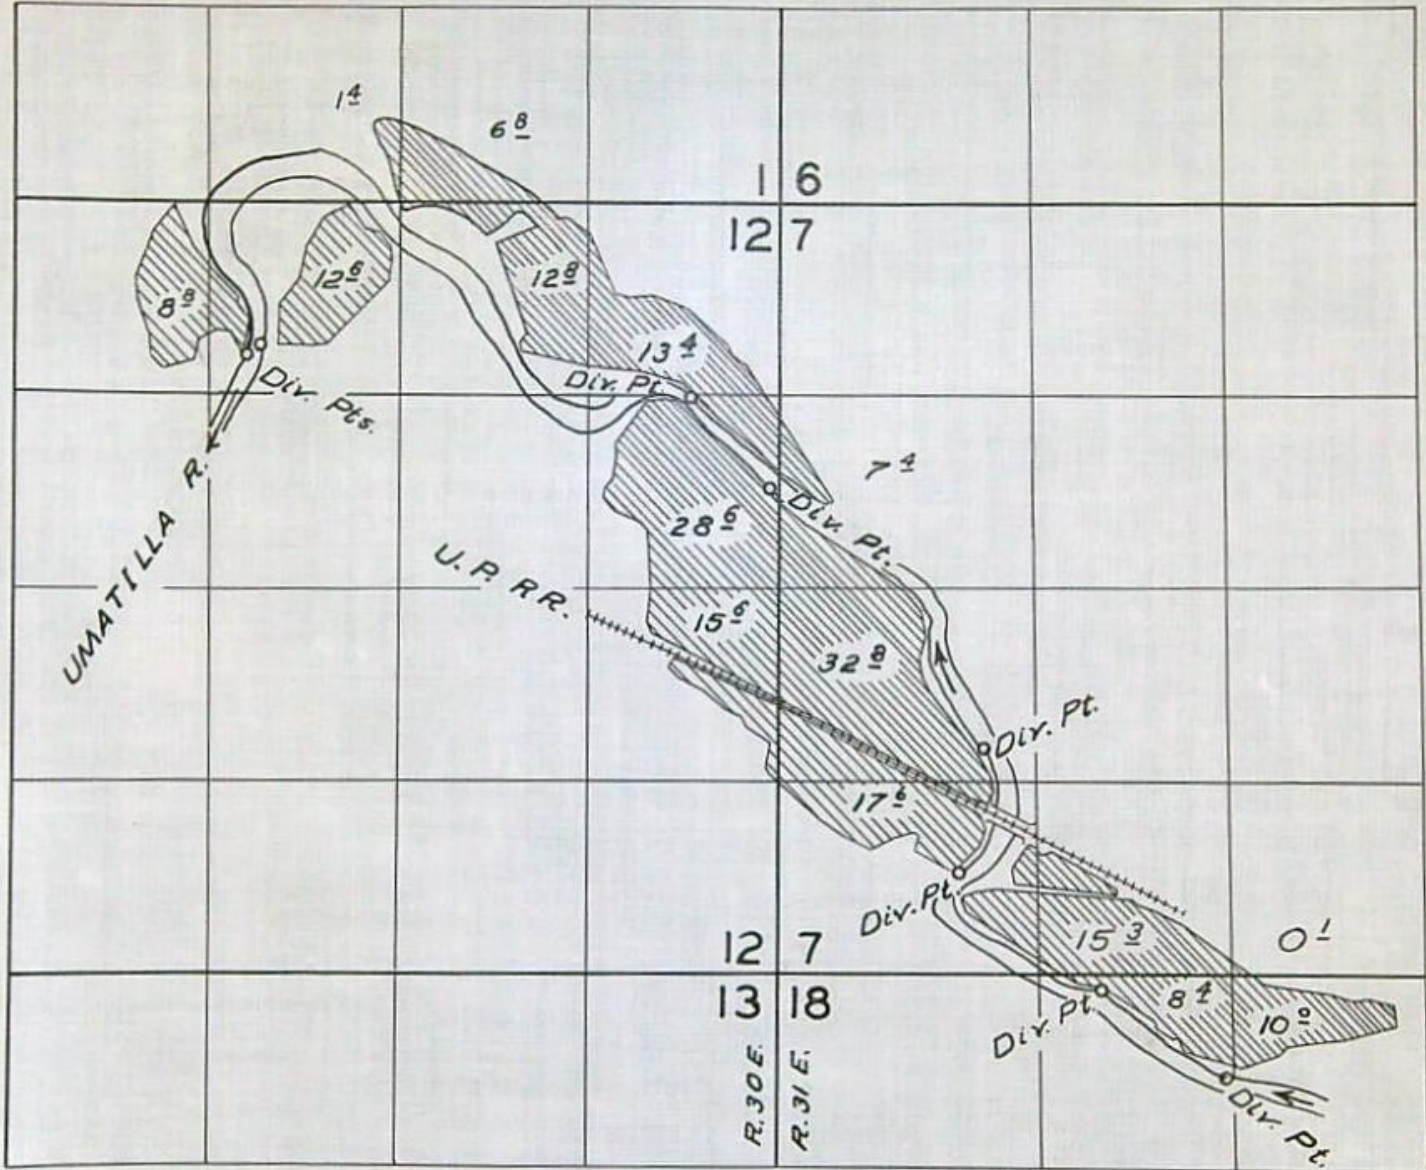 1 4
6 8
1 6
12 7
8 8
12 6
12 8
13 4
Div. Pt.
Div. Pts.
7 4
UMATILLA R.
28 6
Div. Pt.
U. P. R R.
15 6
32 8
Div. Pt.
17 6
Div. Pt.
15 3
0 1
12 7
13 18
8 4
10 0
Div. Pt.
R. 30 E.
R. 31 E.
Div. Pt.